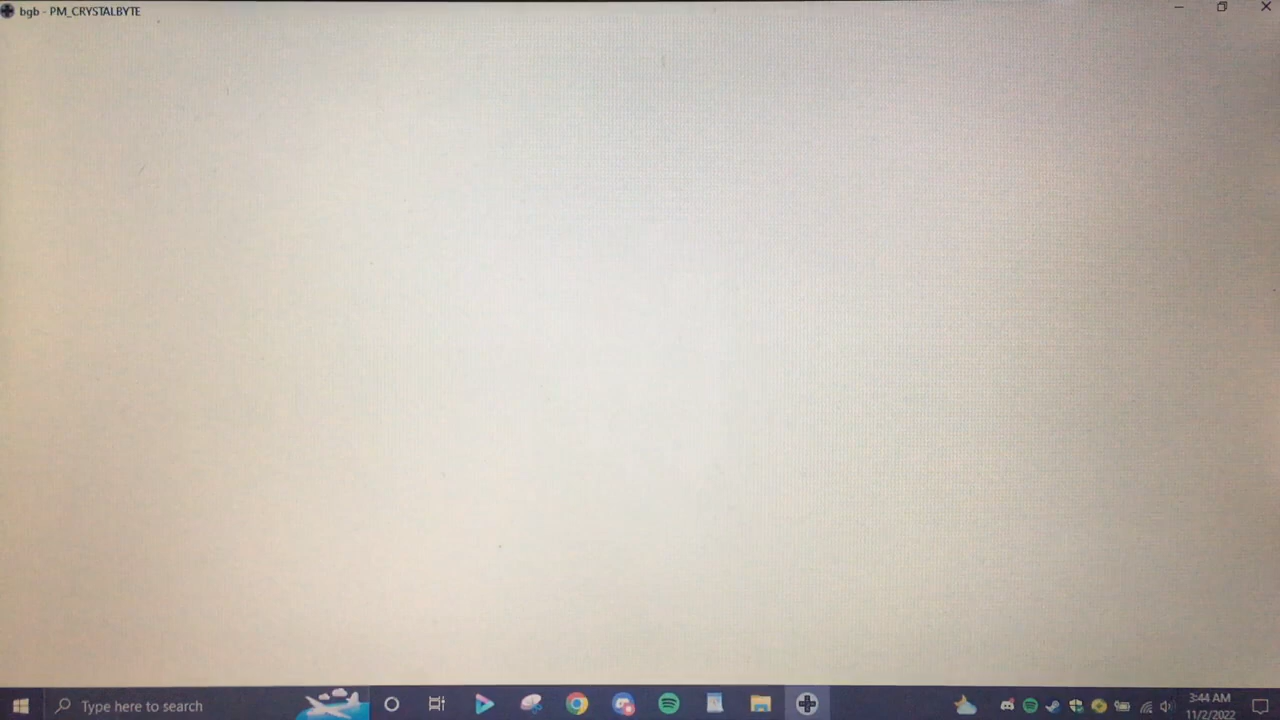 bgb - PM_CRYSTALBYTE
Type here to search
3:44 AM
11/2/2022